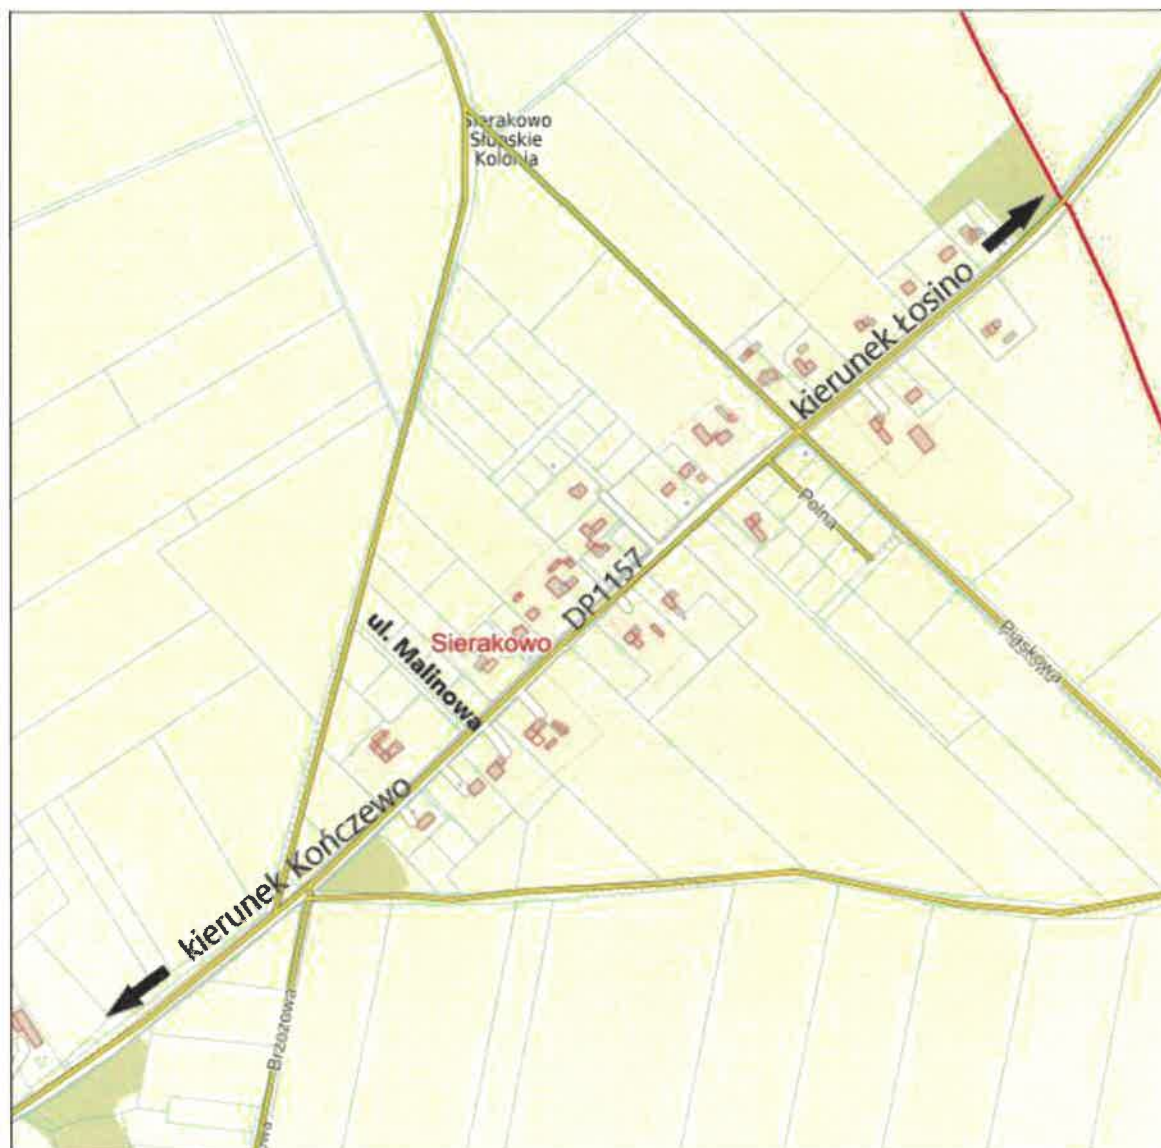 Sierakowo
Słupskie
Kolonia
kierunek Łosino
Polna
DP1157
ul. Malinowa
Sierakowo
Piaskowa
kierunek Kończewo
Brzozowa